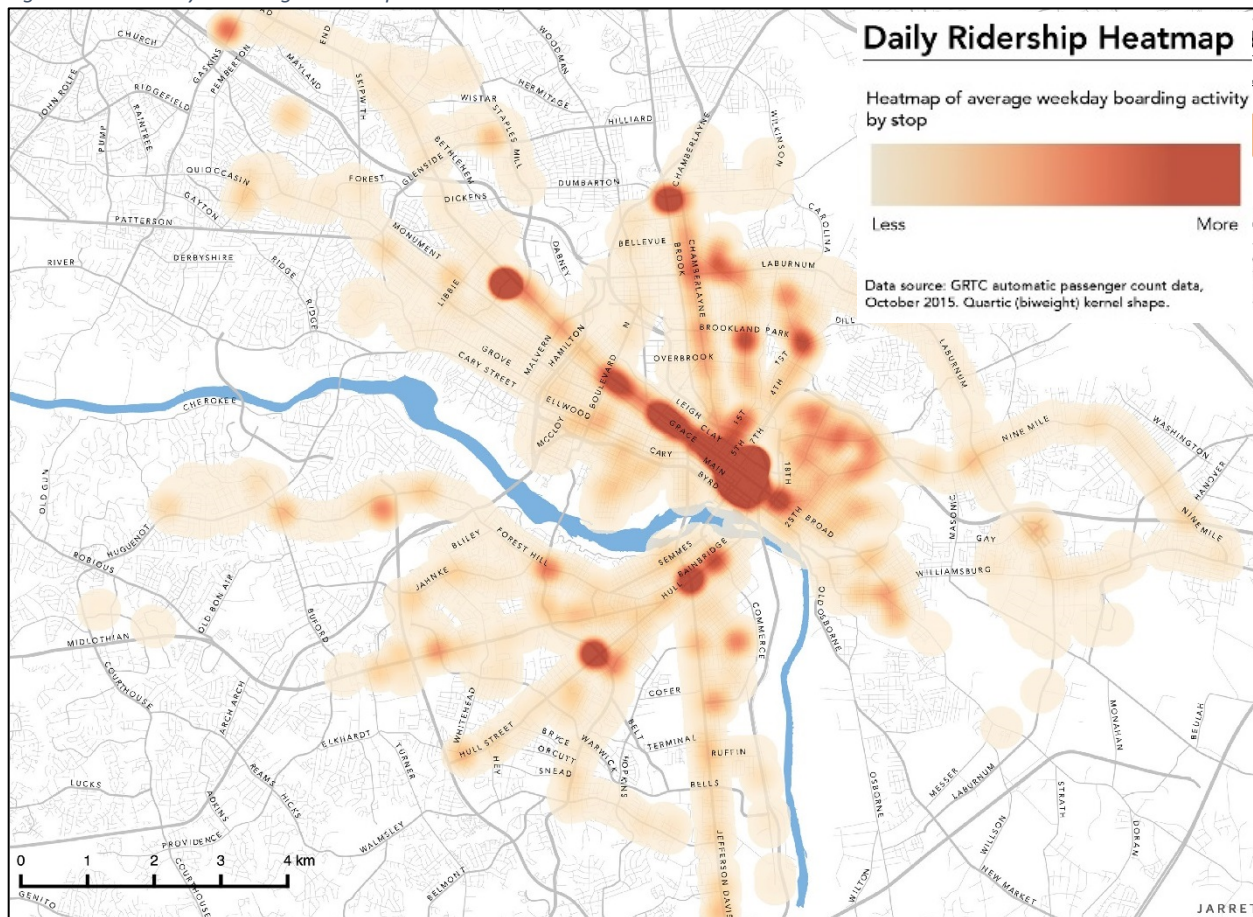 Daily Ridership Heatmap
Heatmap of average weekday boarding activity
by stop
Less
More
Data source: GRTC automatic passenger count data,
October 2015. Quartic (biweight) kernel shape.
CHURCH
END
WOODMAN
JOHN ROLFE
GASKINS
PEMBERTON
MAYLAND
SKIPWITH
HERMITAGE
RIDGEFIELD
WISTAR
STAPLES MILL
HILLIARD
CHAMBERLAYNE
WILKINSON
PUMP
RAINTREE
BETHLEHEM
GLENSIDE
QUIOCCASIN
FOREST
DUMBARTON
GAYTON
DICKENS
PATTERSON
MONUMENT
CAROLINA
RIVER
DERBYSHIRE
RIDGE
DABNEY
BELLEVUE
BROOK
CHAMBERLAYNE
LABURNUM
RIDGE
LIBBIE
N
BROOKLAND PARK
DILL
LABURNUM
GROVE
MALVERN
HAMILTON
OVERBROOK
1ST
CARY STREET
BOULEVARD
4TH
CHEROKEE
ELLWOOD
LEIGH
CLAY
1ST
MCCLOY
GRACE
5TH
7TH
NINE MILE
WASHINGTON
CARY
MAIN
18TH
BYRD
HANOVER
OLD GUN
25TH
BROAD
MASONIC
NINE MILE
HUGUENOT
ROBIOUS
BLILEY
FOREST HILL
SEMMES
BAINBRIDGE
GAY
JAHNKE
HULL
WILLIAMSBURG
OLD BON AIR
BUFORD
COMMERCE
OLD OSBORNE
MIDLOTHIAN
COURTHOUSE
ARCH ARCH
WHITEHEAD
COFER
BELT
MONAHAN
BEULAH
ELKHARDT
TURNER
HULL STREET
BRYCE
ORCUTT
WARWICK
TERMINAL
RUFFIN
SNEAD
HOPKINS
HEY
LUCKS
REAMS
HICKS
BELLS
OSBORNE
MESSER
LABURNUM
STRATH
ADKINS
PROVIDENCE
WALMSLEY
JEFFERSON DAVIS
WILLSON
DORAN
0 1 2 3 4 km
COURTHOUSE
BELMONT
WILTON
NEW MARKET
GENITO
JARRET